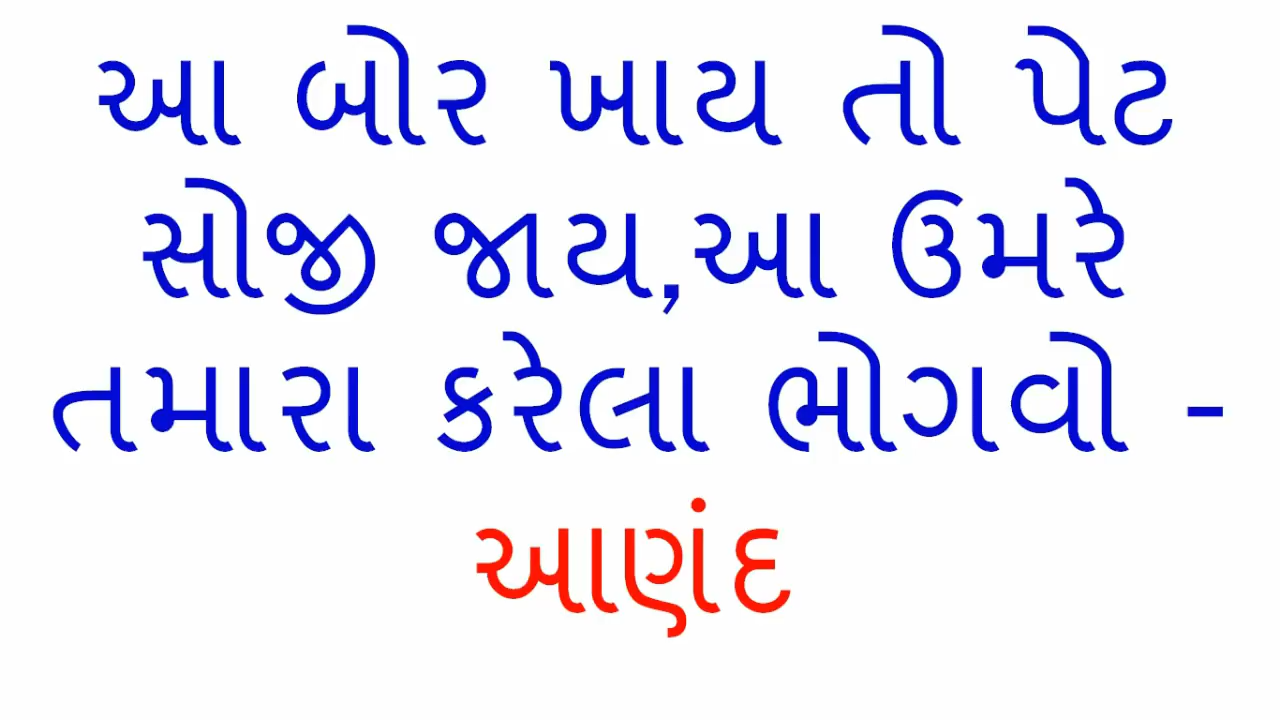 આ બોર ખાય તો પેટ
સોજી જાય,આ ઉમરે
તમારા કરેલા ભોગવો -
આણંદ